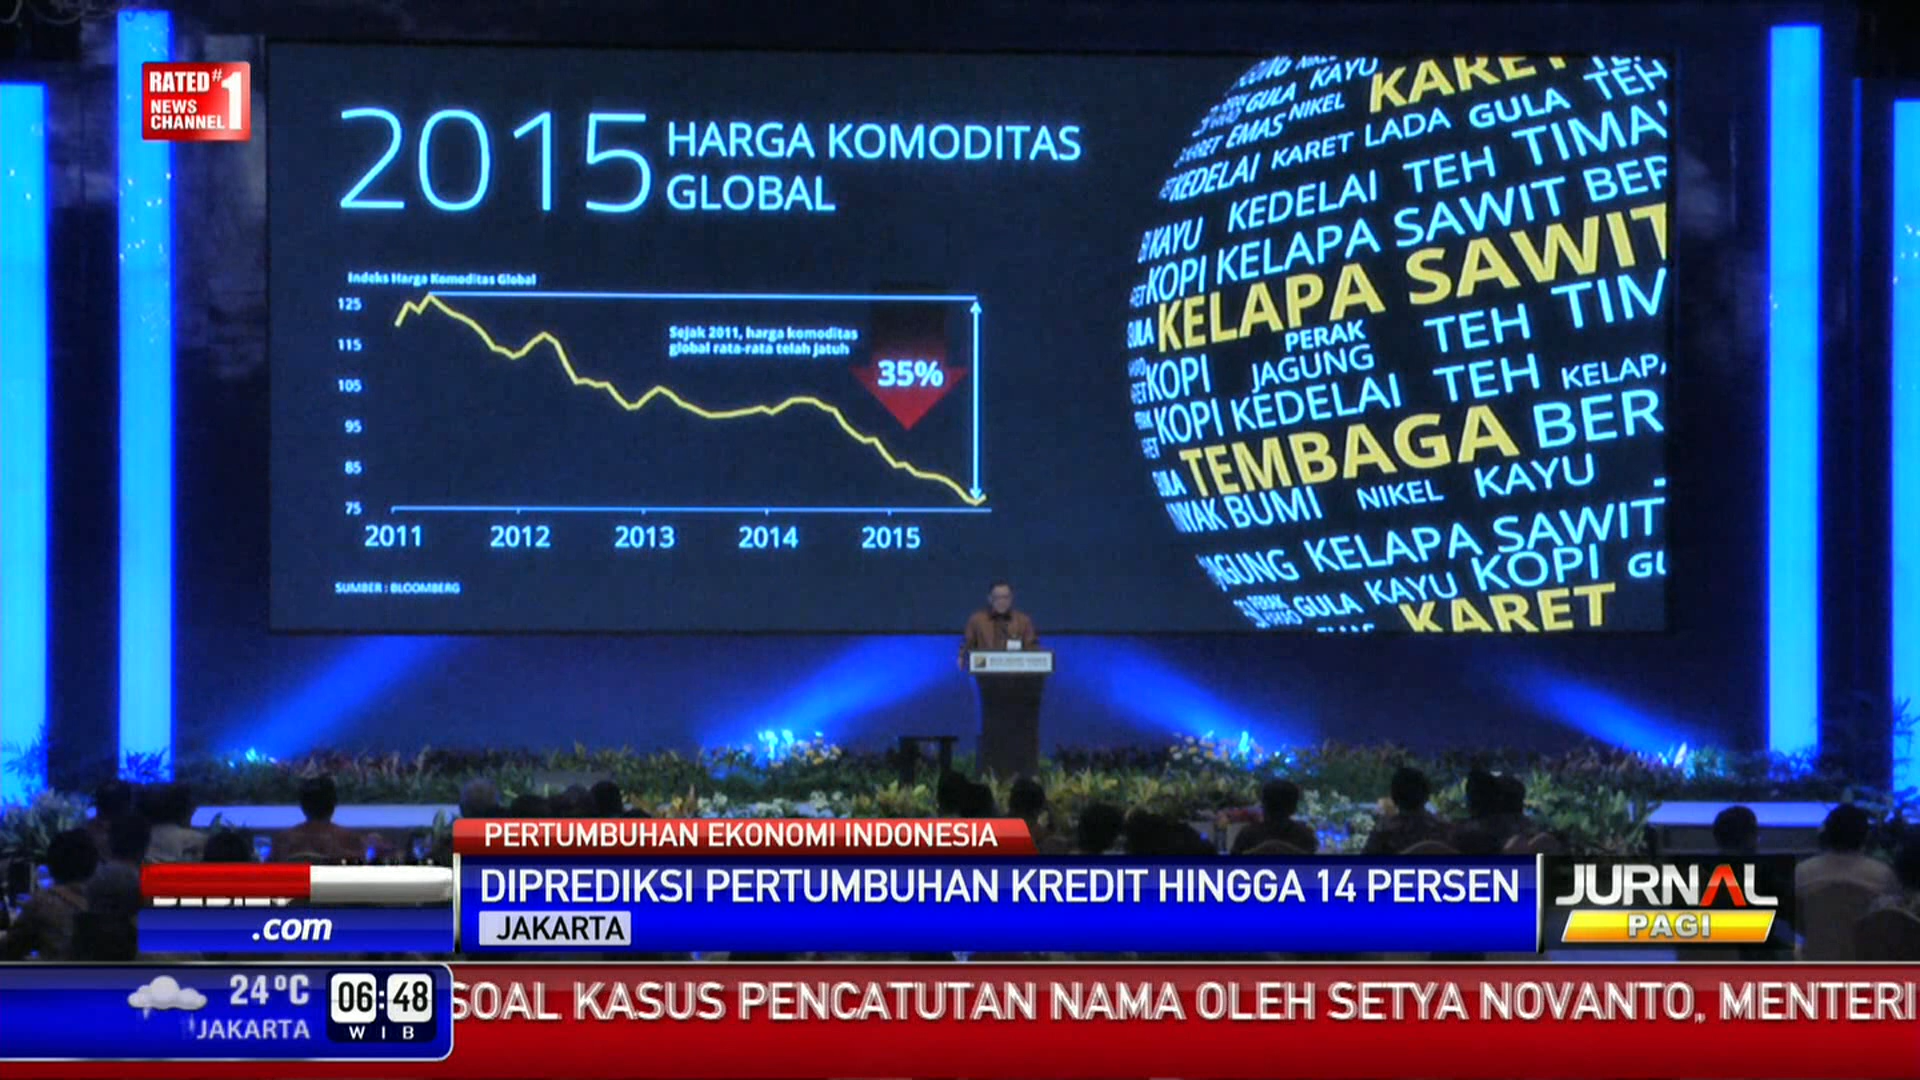 RATED #1
NEWS
CHANNEL
2015 HARGA KOMODITAS
GLOBAL
Indeks Harga Komoditas Global
125
115
105
95
85
75
Sejak 2011, harga komoditas
global rata-rata telah jatuh
35%
2011 2012 2013 2014 2015
SUMBER : BLOOMBERG
KAYU KARET
GULA
EMAS NIKEL
KEDELAI KARET LADA GULA TEH
KAYU KEDELAI TEH
KOPI KELAPA SAWIT
KELAPA SAWIT
PERAK TEH
KOPI JAGUNG
KOPI KEDELAI TEH
TEMBAGA
BUMI NIKEL KAYU
KELAPA SAWIT
GULA KAYU KOPI
KARET
PERTUMBUHAN EKONOMI INDONESIA
DIPREDIKSI PERTUMBUHAN KREDIT HINGGA 14 PERSEN
JAKARTA
.com
JURNAL
PAGI
24°C
JAKARTA
06:48
WIB
SOAL KASUS PENCATUTAN NAMA OLEH SETYA NOVANTO, MENTERI